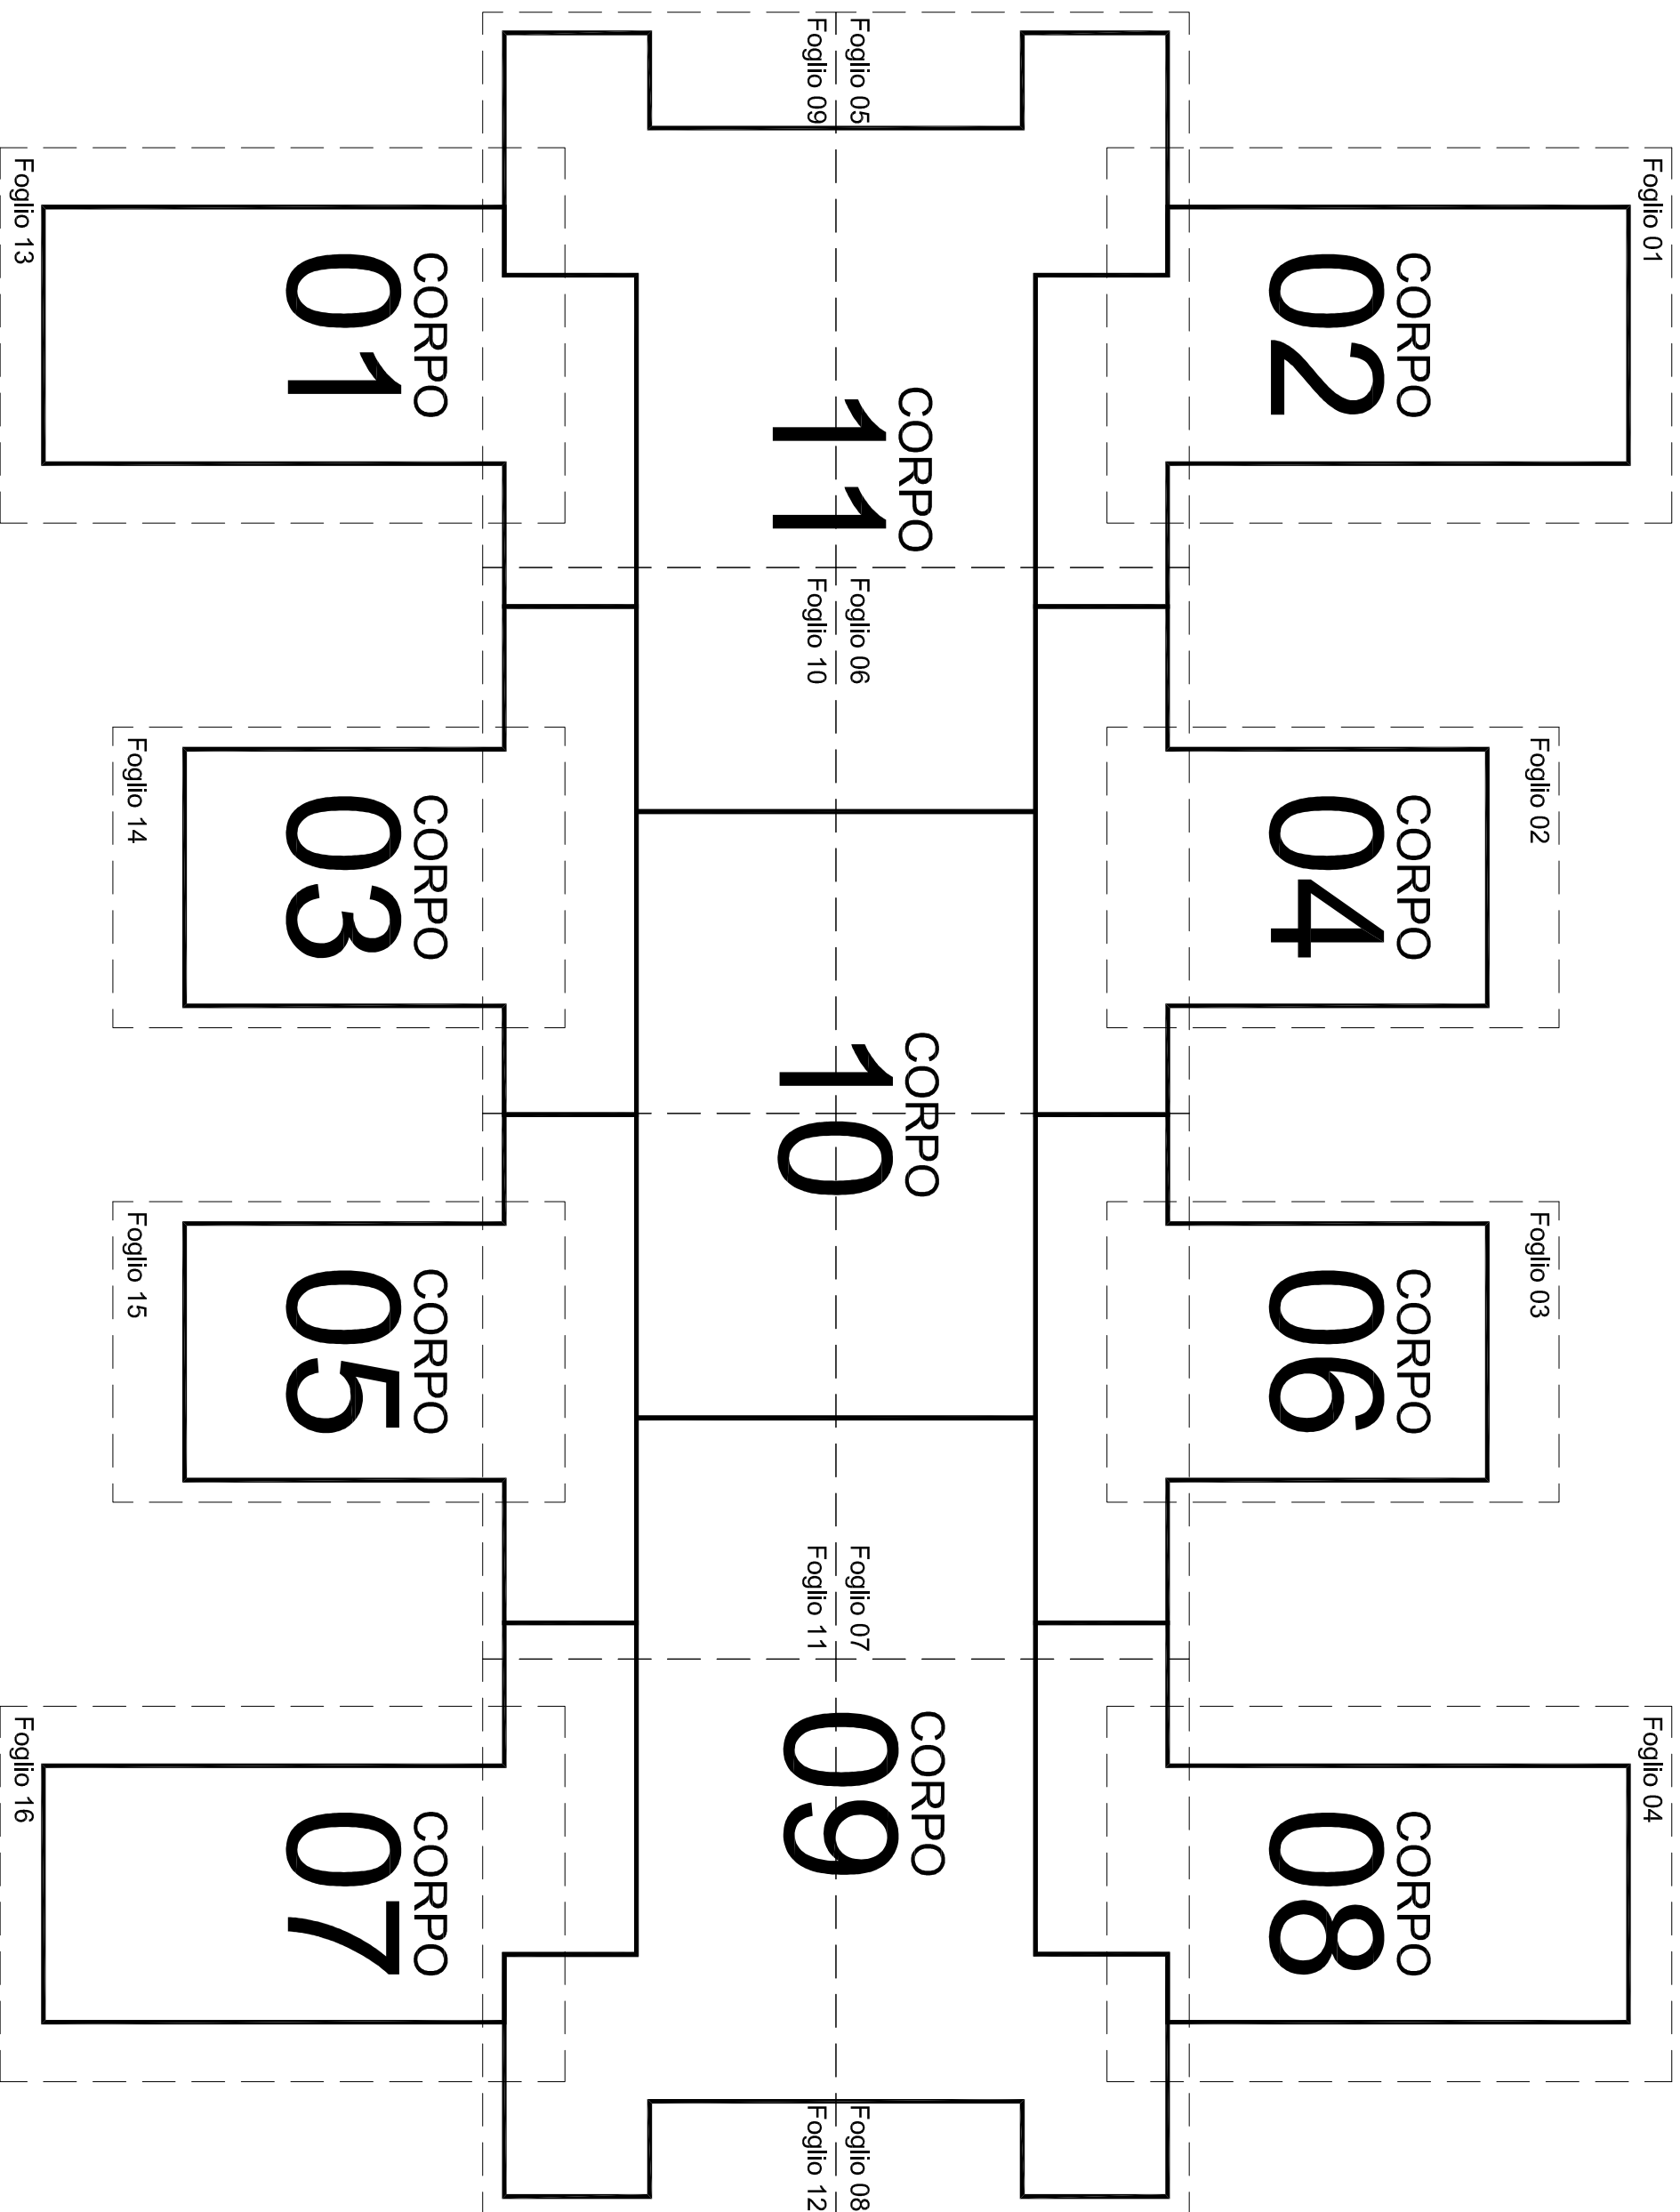 Foglio 01
CORPO
02
Foglio 02
CORPO
04
Foglio 03
CORPO
06
Foglio 04
CORPO
08
Foglio 05
Foglio 09
CORPO
11
Foglio 06
Foglio 10
CORPO
10
Foglio 07
Foglio 11
CORPO
09
Foglio 08
Foglio 12
CORPO
01
Foglio 13
CORPO
03
Foglio 14
CORPO
05
Foglio 15
CORPO
07
Foglio 16